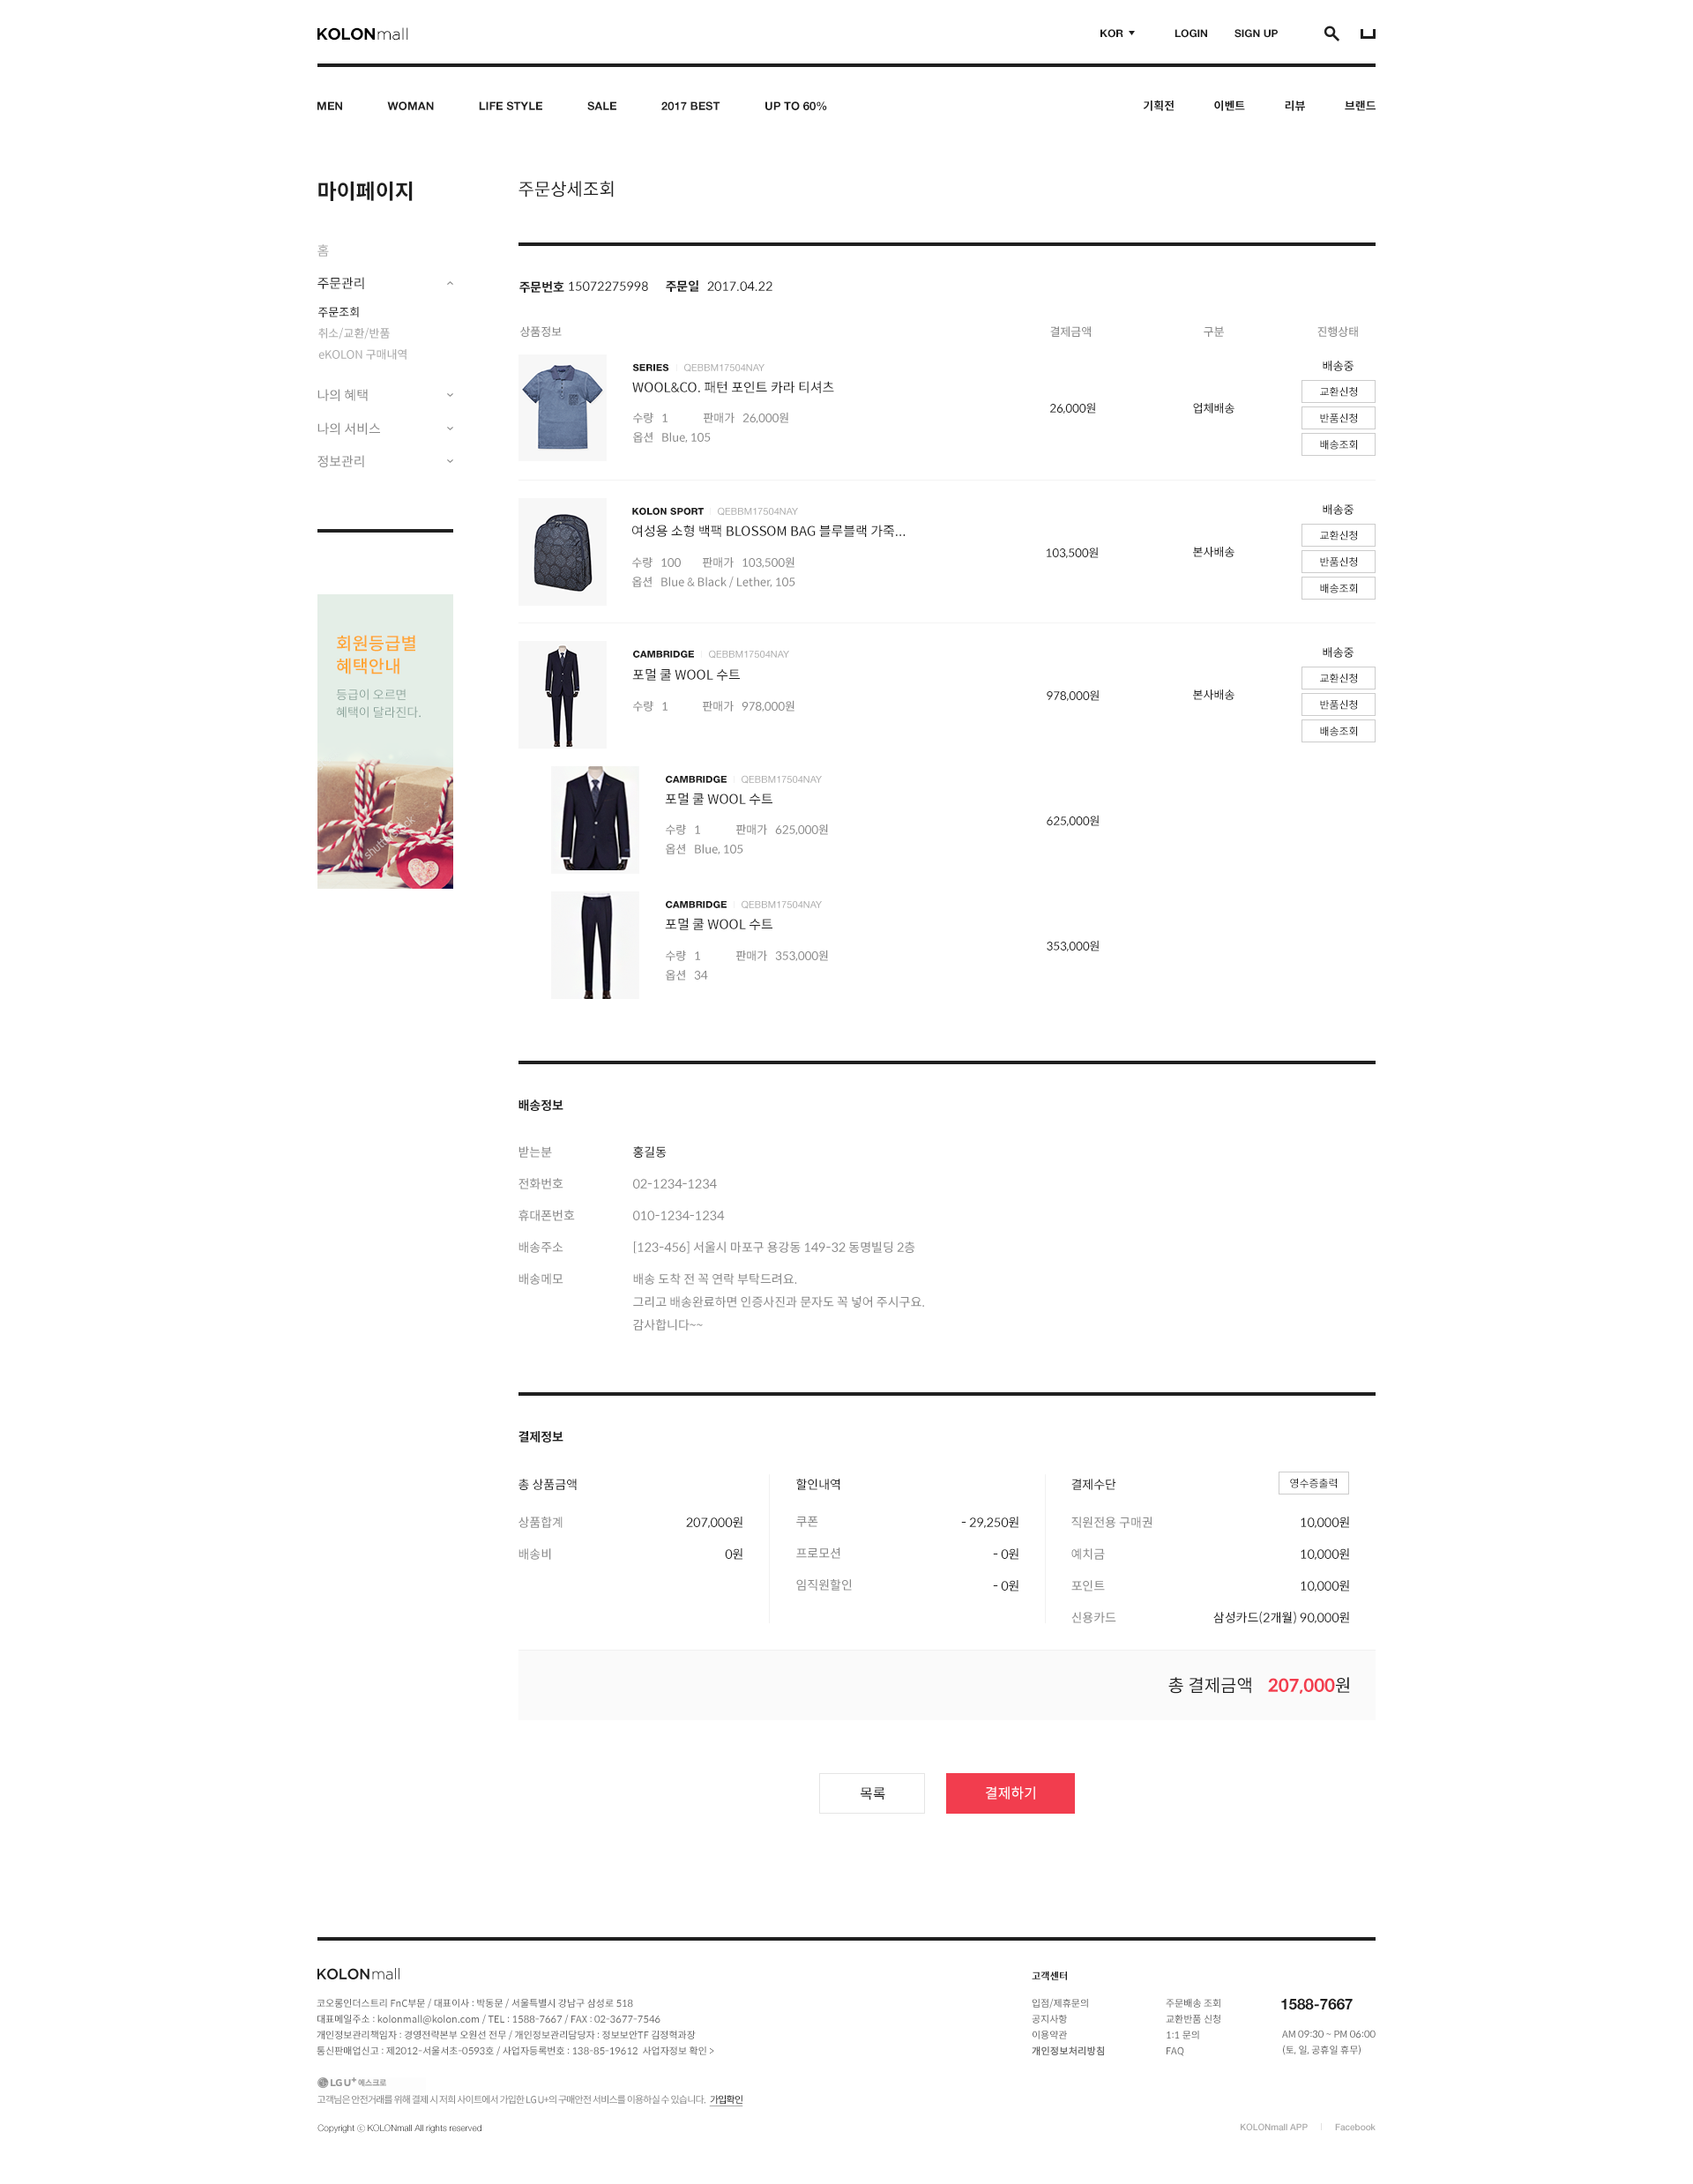 KOLONmall
KOR ▼ LOGIN SIGN UP
MEN WOMAN LIFE STYLE SALE 2017 BEST UP TO 60% 기획전 이벤트 리뷰 브랜드
마이페이지
홈
주문관리
주문조회
취소/교환/반품
eKOLON 구매내역
나의 혜택
나의 서비스
정보관리
회원등급별
혜택안내
등급이 오르면
혜택이 달라진다.
shutterstock
주문상세조회
주문번호 15072275998 주문일 2017.04.22
상품정보 결제금액 구분 진행상태
SERIES | QEBBM17504NAY
WOOL&CO. 패턴 포인트 카라 티셔츠
수량 1 판매가 26,000원
옵션 Blue, 105
26,000원
업체배송
배송중
교환신청
반품신청
배송조회
KOLON SPORT | QEBBM17504NAY
여성용 소형 백팩 BLOSSOM BAG 블루블랙 가죽...
수량 100 판매가 103,500원
옵션 Blue & Black / Lether, 105
103,500원
본사배송
배송중
교환신청
반품신청
배송조회
CAMBRIDGE | QEBBM17504NAY
포멀 쿨 WOOL 수트
수량 1 판매가 978,000원
978,000원
본사배송
배송중
교환신청
반품신청
배송조회
CAMBRIDGE | QEBBM17504NAY
포멀 쿨 WOOL 수트
수량 1 판매가 625,000원
옵션 Blue, 105
625,000원
CAMBRIDGE | QEBBM17504NAY
포멀 쿨 WOOL 수트
수량 1 판매가 353,000원
옵션 34
353,000원
배송정보
받는분 홍길동
전화번호 02-1234-1234
휴대폰번호 010-1234-1234
배송주소 [123-456] 서울시 마포구 용강동 149-32 동명빌딩 2층
배송메모 배송 도착 전 꼭 연락 부탁드려요.
그리고 배송완료하면 인증사진과 문자도 꼭 넣어 주시구요.
감사합니다~~
결제정보
총 상품금액
상품합계 207,000원
배송비 0원
할인내역
쿠폰 - 29,250원
프로모션 - 0원
임직원할인 - 0원
결제수단 영수증출력
직원전용 구매권 10,000원
예치금 10,000원
포인트 10,000원
신용카드 삼성카드(2개월) 90,000원
총 결제금액 207,000원
목록 결제하기
KOLONmall
코오롱인더스트리 FnC부문 / 대표이사 : 박동문 / 서울특별시 강남구 삼성로 518
대표메일주소 : kolonmall@kolon.com / TEL : 1588-7667 / FAX : 02-3677-7546
개인정보관리책임자 : 경영전략본부 오원선 전무 / 개인정보관리담당자 : 정보보안TF 김정혁과장
통신판매업신고 : 제2012-서울서초-0593호 / 사업자등록번호 : 138-85-19612 사업자정보 확인 >
LG U+ 에스크로
고객님은 안전거래를 위해 결제 시 저희 사이트에서 가입한 LG U+의 구매안전 서비스를 이용하실 수 있습니다. 가입확인
Copyright ⓒ KOLONmall All rights reserved
고객센터
입점/제휴문의
공지사항
이용약관
개인정보처리방침
주문배송 조회
교환반품 신청
1:1 문의
FAQ
1588-7667
AM 09:30 ~ PM 06:00
(토, 일, 공휴일 휴무)
KOLONmall APP | Facebook